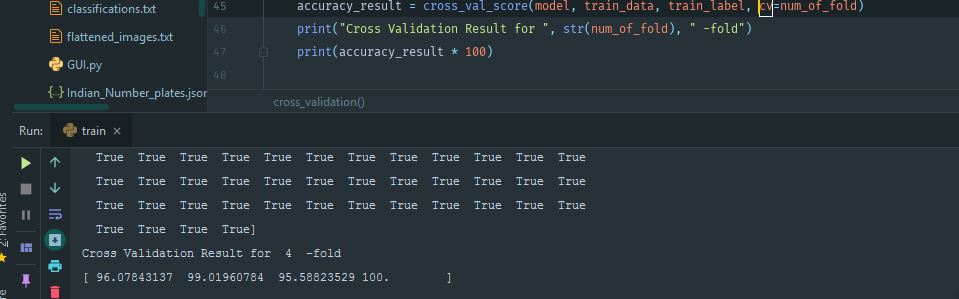 classifications.txt
flattened_images.txt
GUI.py
Indian_Number_plates.jsor
45 accuracy_result = cross_val_score(model, train_data, train_label, cv=num_of_fold)
46 print("Cross Validation Result for ", str(num_of_fold), " -fold")
47 print(accuracy_result * 100)
48
cross_validation()
Run: train ×
True True True True True True True True True True True True
True True True True True True True True True True True True
True True True True True True True True True True True True
True True True True]
Cross Validation Result for 4 -fold
[ 96.07843137 99.01960784 95.58823529 100. ]
2: Favorites